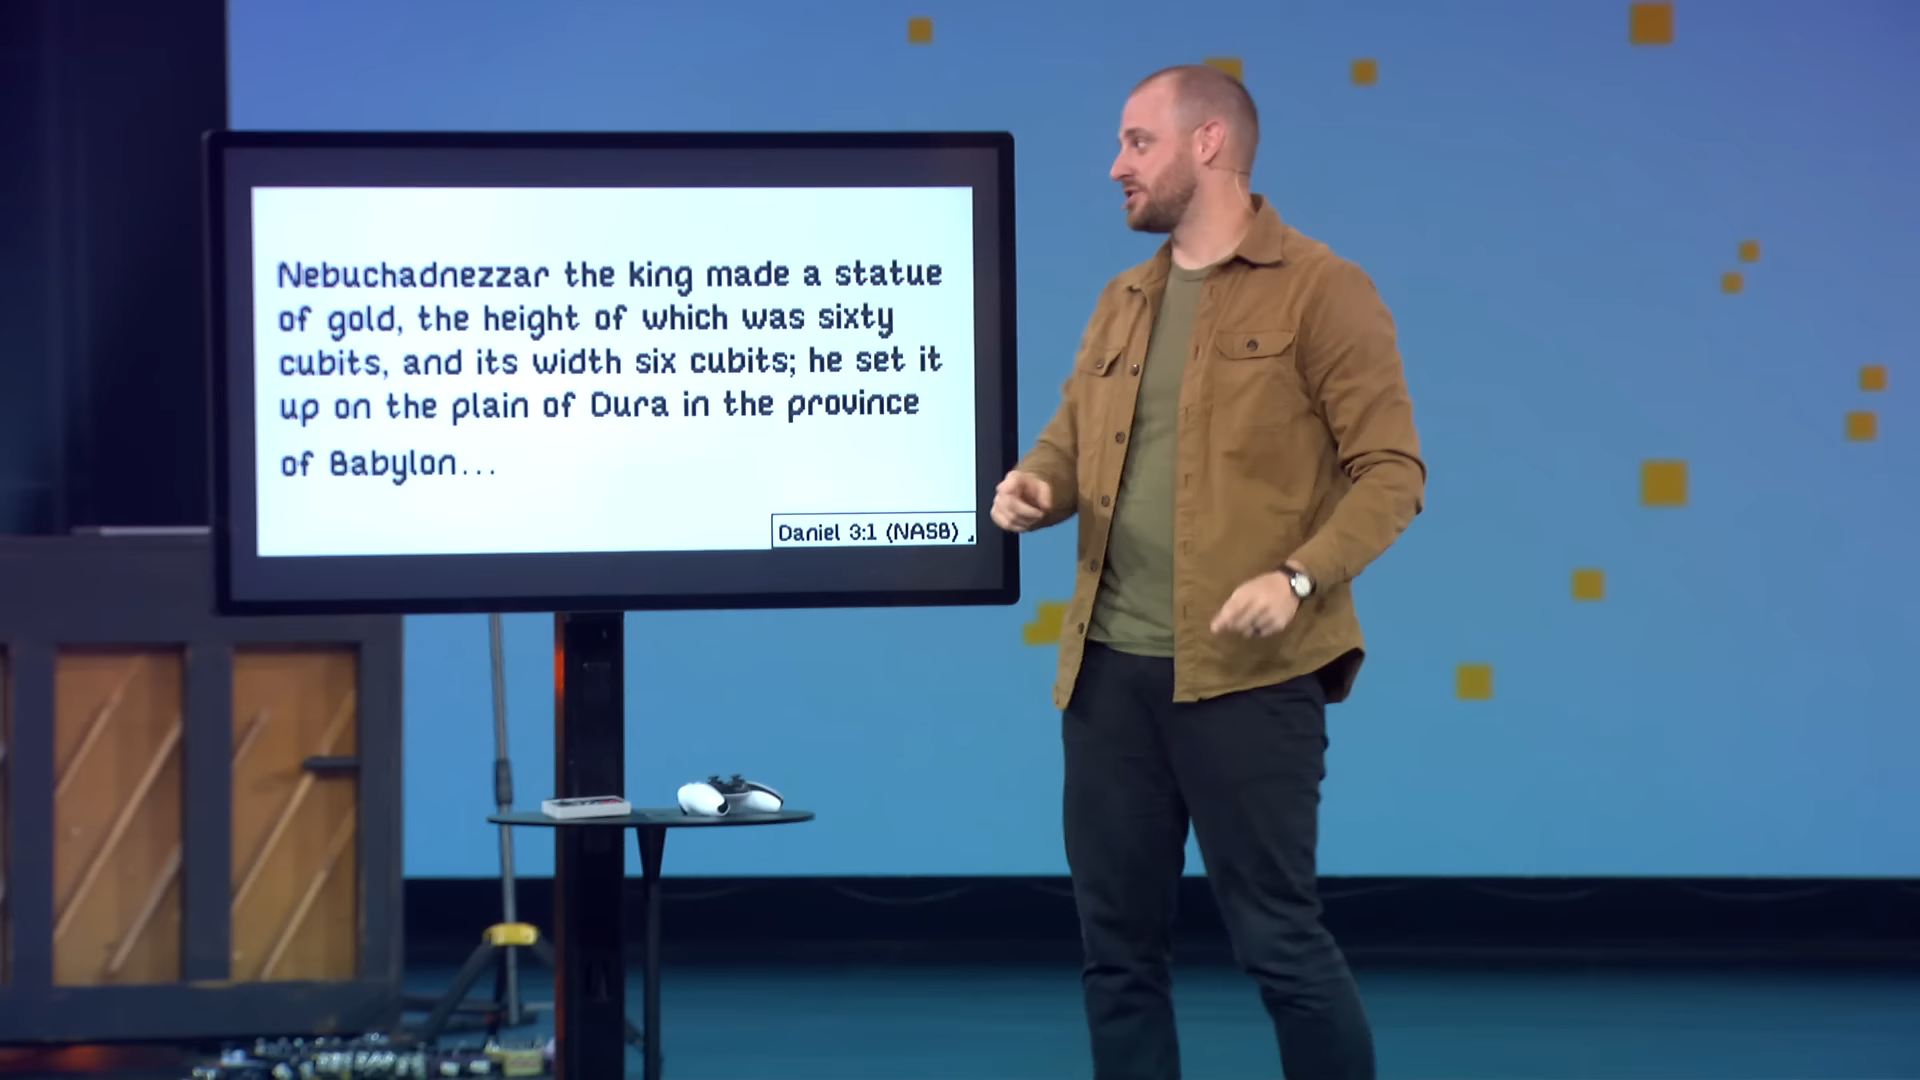 Nebuchadnezzar the king made a statue
of gold, the height of which was sixty
cubits, and its width six cubits; he set it
up on the plain of Dura in the province
of Babylon...
Daniel 3:1 (NASB)